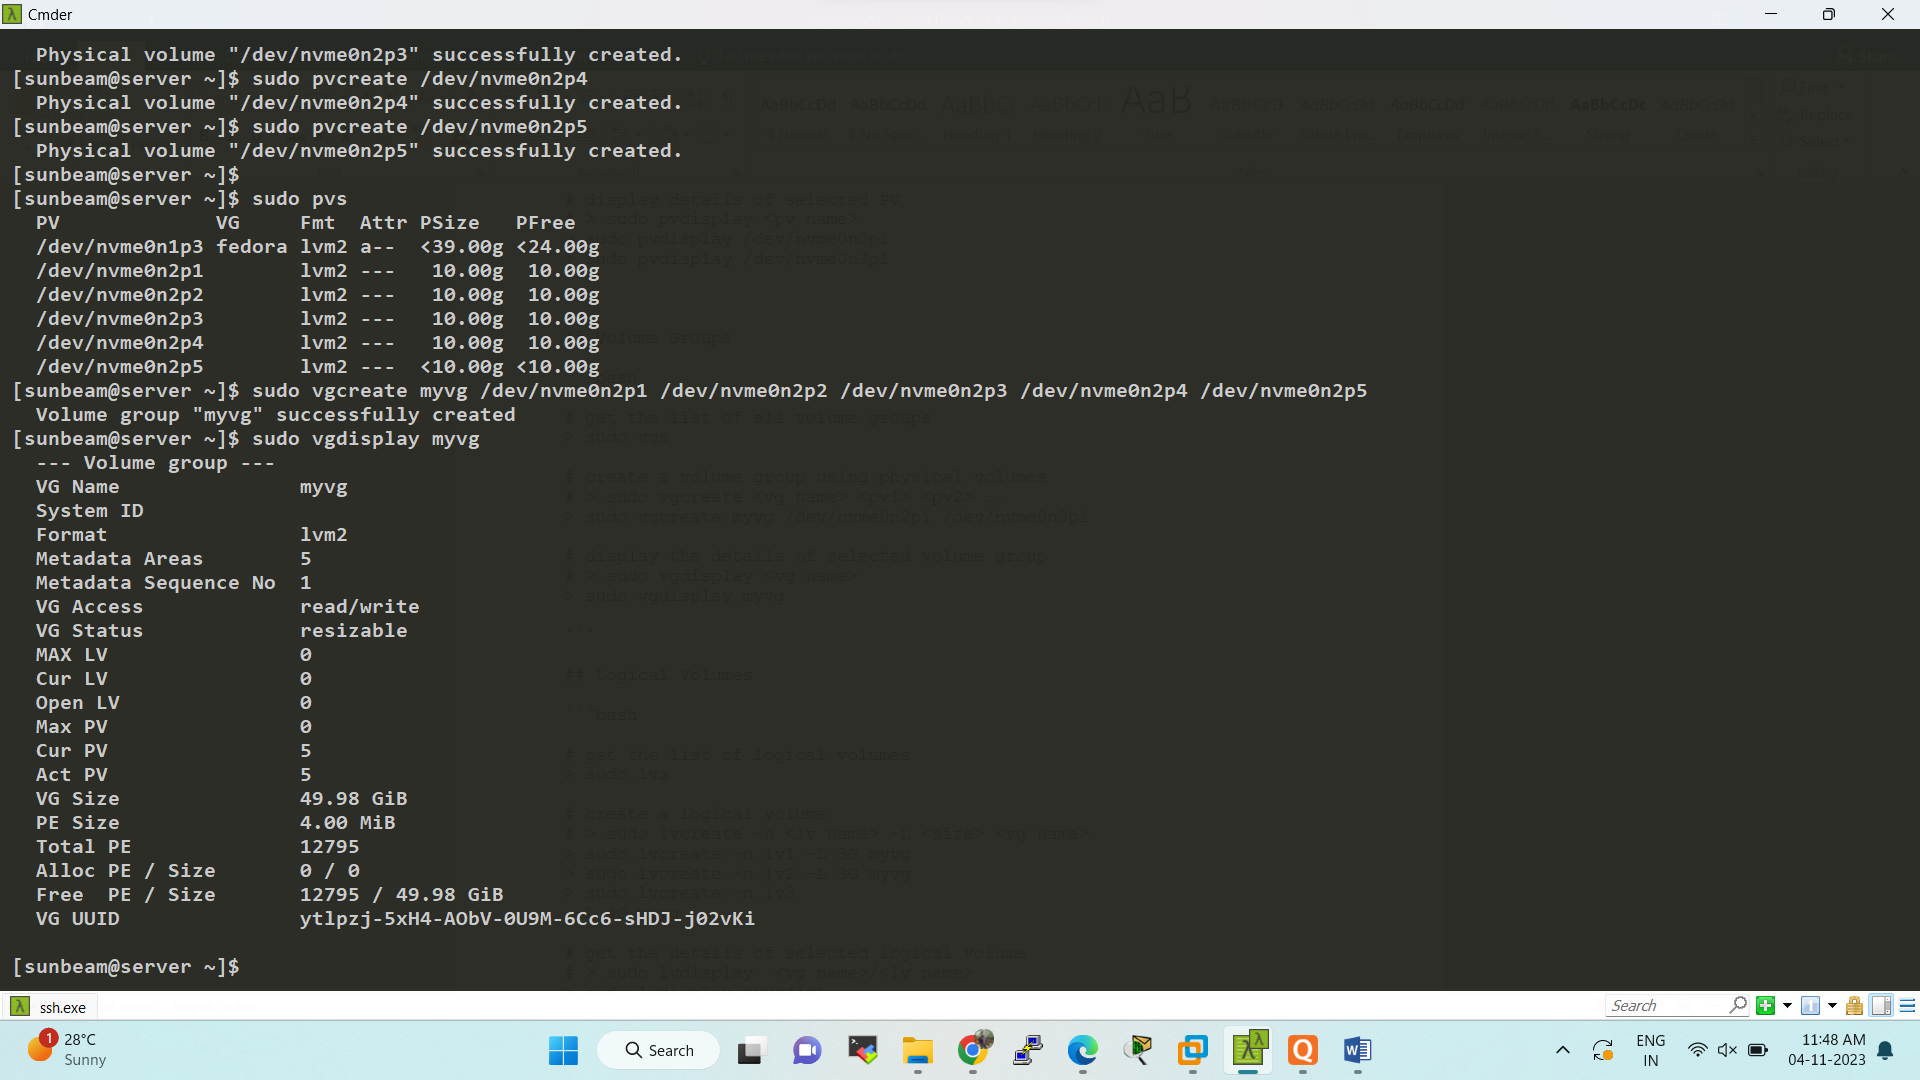 Cmder
Physical volume "/dev/nvme0n2p3" successfully created.
[sunbeam@server ~]$ sudo pvcreate /dev/nvme0n2p4
Physical volume "/dev/nvme0n2p4" successfully created.
[sunbeam@server ~]$ sudo pvcreate /dev/nvme0n2p5
Physical volume "/dev/nvme0n2p5" successfully created.
[sunbeam@server ~]$
[sunbeam@server ~]$ sudo pvs
PV VG Fmt Attr PSize PFree
/dev/nvme0n1p3 fedora lvm2 a-- <39.00g <24.00g
/dev/nvme0n2p1 lvm2 --- 10.00g 10.00g
/dev/nvme0n2p2 lvm2 --- 10.00g 10.00g
/dev/nvme0n2p3 lvm2 --- 10.00g 10.00g
/dev/nvme0n2p4 lvm2 --- 10.00g 10.00g
/dev/nvme0n2p5 lvm2 --- <10.00g <10.00g
[sunbeam@server ~]$ sudo vgcreate myvg /dev/nvme0n2p1 /dev/nvme0n2p2 /dev/nvme0n2p3 /dev/nvme0n2p4 /dev/nvme0n2p5
Volume group "myvg" successfully created
[sunbeam@server ~]$ sudo vgdisplay myvg
--- Volume group ---
VG Name myvg
System ID
Format lvm2
Metadata Areas 5
Metadata Sequence No 1
VG Access read/write
VG Status resizable
MAX LV 0
Cur LV 0
Open LV 0
Max PV 0
Cur PV 5
Act PV 5
VG Size 49.98 GiB
PE Size 4.00 MiB
Total PE 12795
Alloc PE / Size 0 / 0
Free PE / Size 12795 / 49.98 GiB
VG UUID ytlpzj-5xH4-AObV-0U9M-6Cc6-sHDJ-j02vKi
[sunbeam@server ~]$
ssh.exe
Search
1
28°C
Sunny
Search
ENG
IN
11:48 AM
04-11-2023